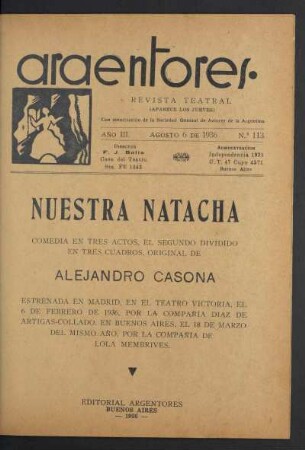 argentores.
REVISTA TEATRAL
(APARECE LOS JUEVES)
Con autorización de la Sociedad General de Autores de la Argentina
AÑO III AGOSTO 6 DE 1936 N.º 113
Dirección
F. J. Bolla
Casa del Teatro
Administración
Independencia
Buenos Aires
NUESTRA NATACHA
COMEDIA EN TRES ACTOS, EL SEGUNDO DIVIDIDO
EN TRES CUADROS, ORIGINAL DE
ALEJANDRO CASONA
ESTRENADA EN MADRID, EN EL TEATRO VICTORIA, EL
6 DE FEBRERO DE 1936, POR LA COMPAÑIA DIAZ DE
ARTIGAS-COLLADO. EN BUENOS AIRES, EL 18 DE MARZO
DEL MISMO AÑO, POR LA COMPAÑIA DE
LOLA MEMBRIVES.
EDITORIAL ARGENTORES
BUENOS AIRES
— 1936 —